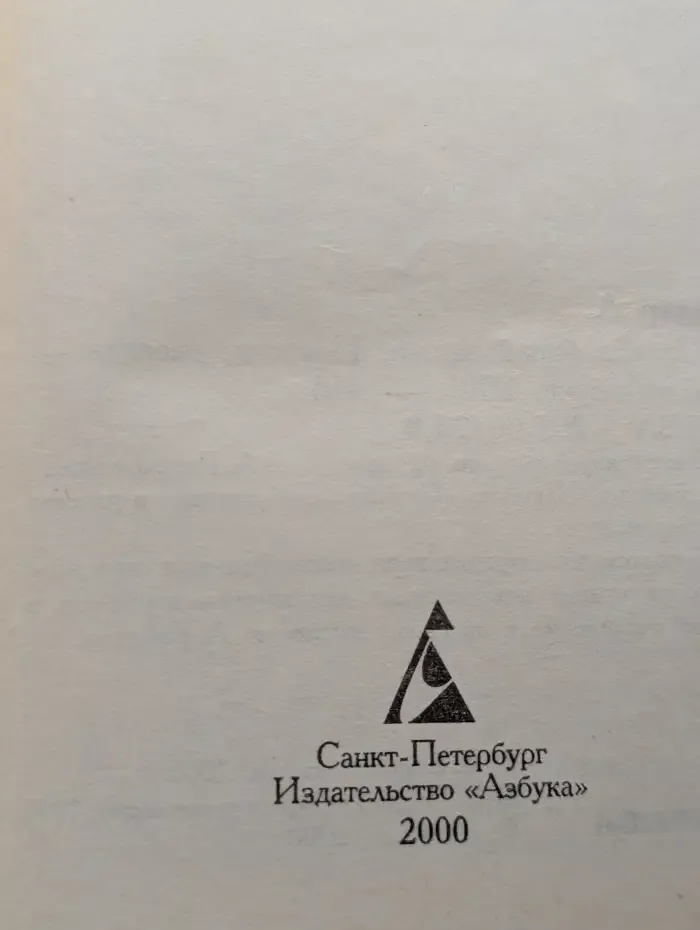 Санкт-Петербург
Издательство «Азбука»
2000